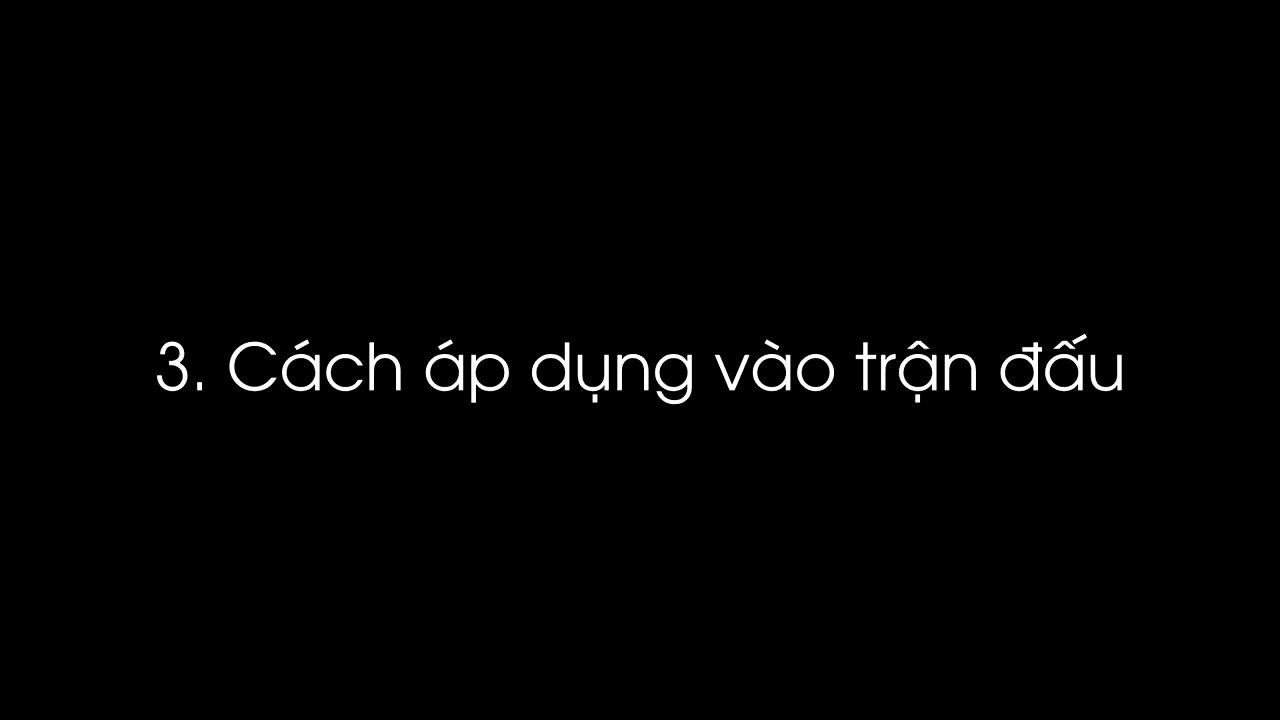 3. Cách áp dụng vào trận đấu